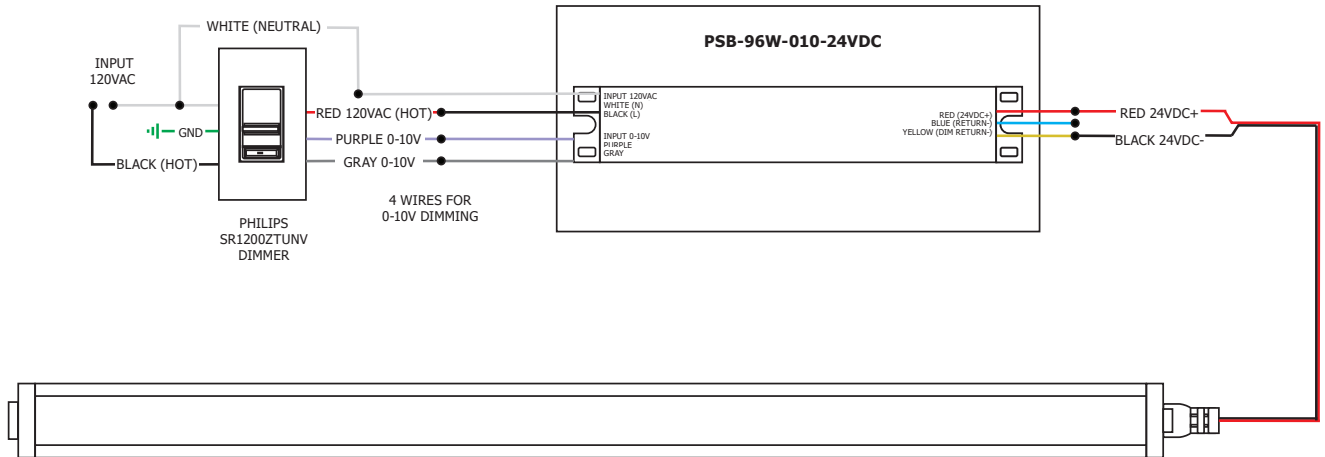 WHITE (NEUTRAL)
INPUT
120VAC
GND
BLACK (HOT)
PHILIPS
SR1200ZTUNV
DIMMER
RED 120VAC (HOT)
PURPLE 0-10V
GRAY 0-10V
4 WIRES FOR
0-10V DIMMING
PSB-96W-010-24VDC
INPUT 120VAC
WHITE (N)
BLACK (L)
INPUT 0-10V
PURPLE
GRAY
RED (24VDC+)
BLUE (RETURN-)
YELLOW (DIM RETURN-)
RED 24VDC+
BLACK 24VDC-